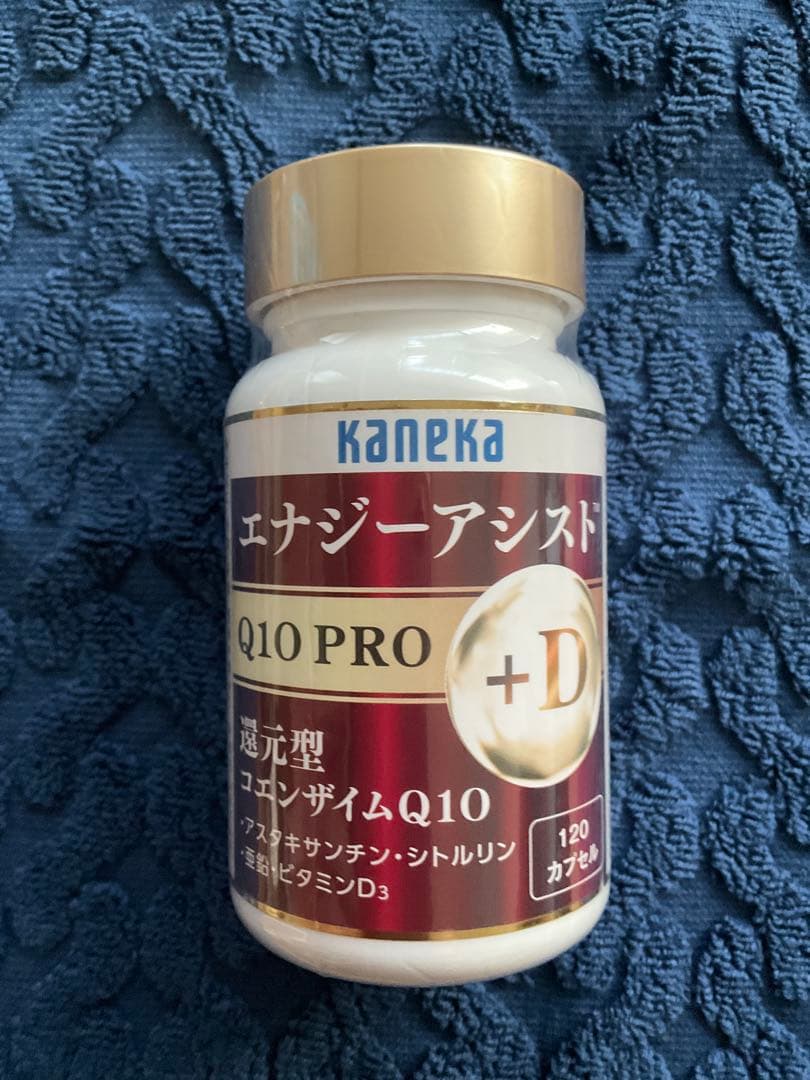 Kaneka
エナジーアシスト™
Q10 PRO
+D
還元型
コエンザイムQ10
・アスタキサンチン・シトルリン
・亜鉛・ビタミンD3
120
カプセル